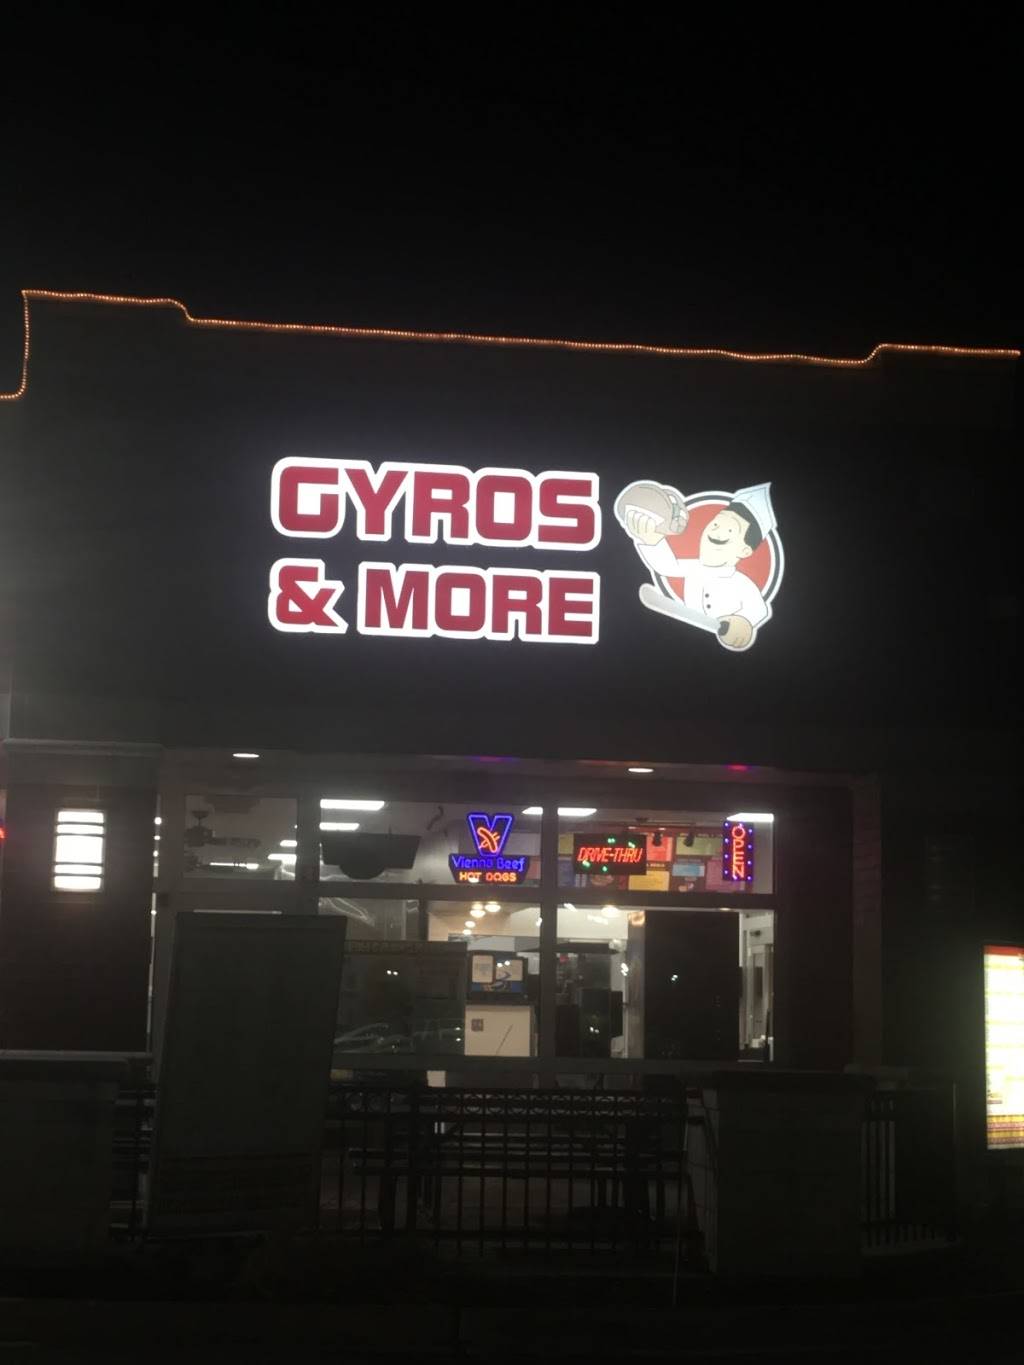 GYROS
& MORE
Vienna Beef
HOT DOGS
DRIVE-THRU
OPEN